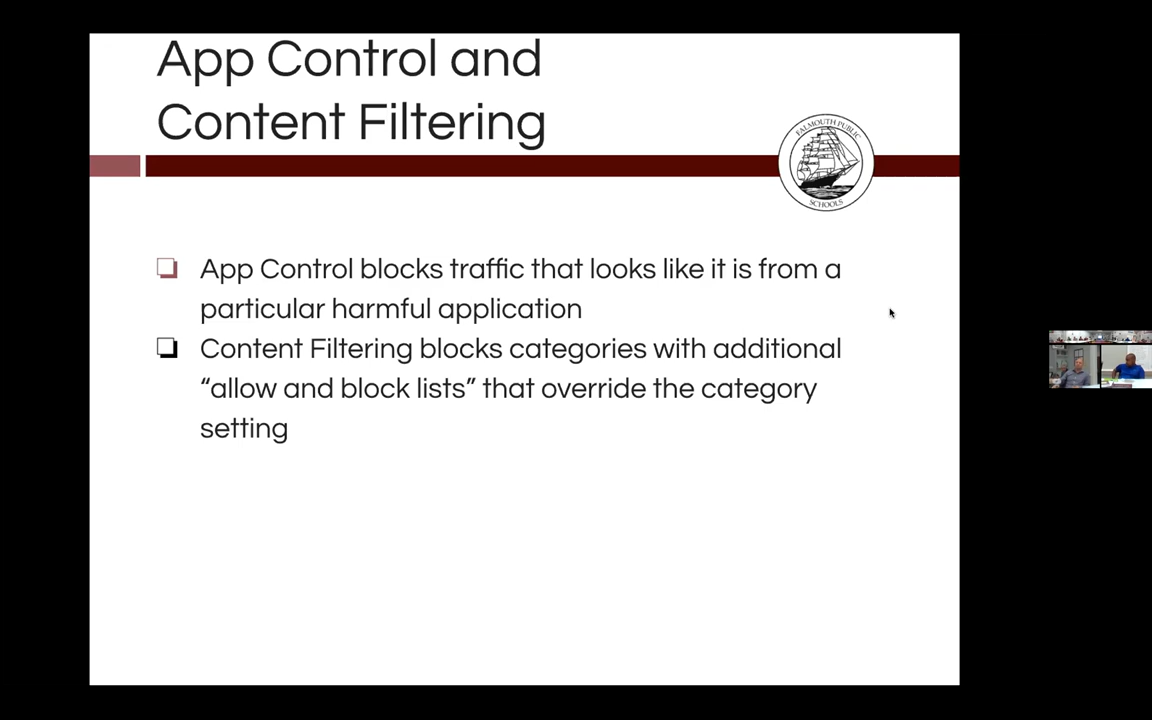 App Control and
Content Filtering
FALMOUTH PUBLIC
SCHOOLS
App Control blocks traffic that looks like it is from a
particular harmful application
Content Filtering blocks categories with additional
“allow and block lists” that override the category
setting